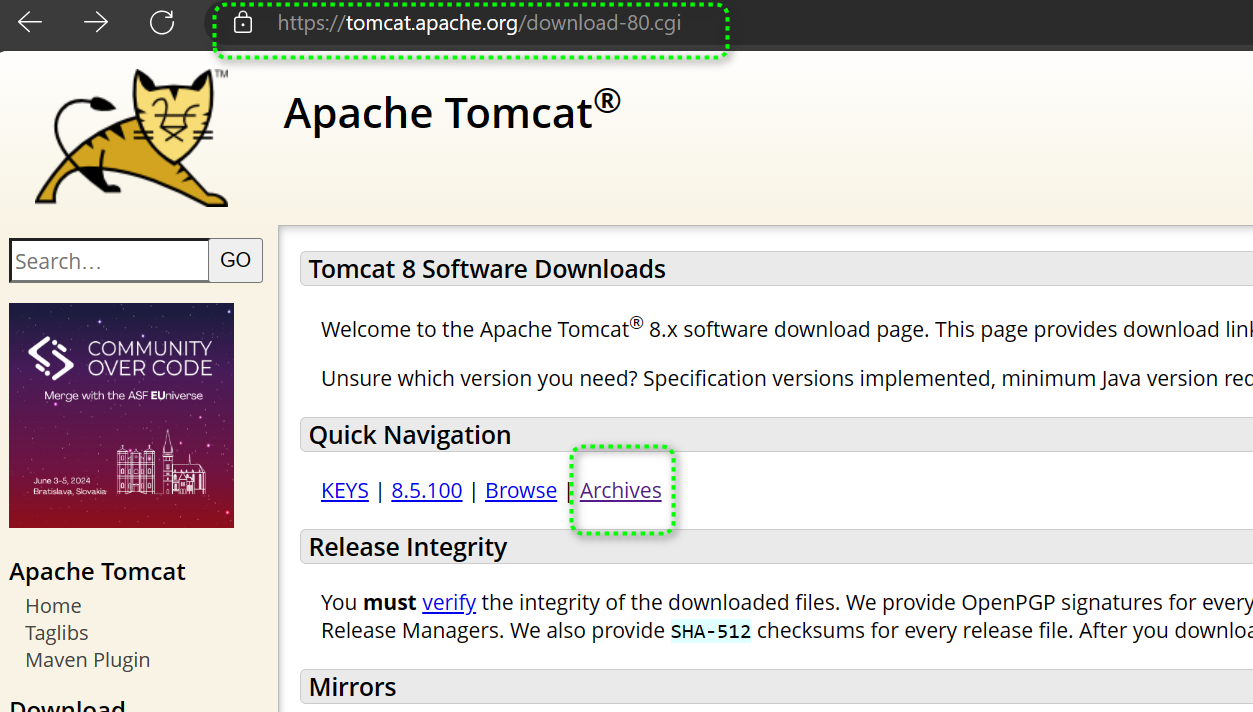 https://tomcat.apache.org/download-80.cgi
TM
Apache Tomcat®
Search…
GO
COMMUNITY
OVER CODE
Merge with the ASF EUniverse
June 3-5, 2024
Bratislava, Slovakia
Apache Tomcat
Home
Taglibs
Maven Plugin
Download
Tomcat 8 Software Downloads
Welcome to the Apache Tomcat® 8.x software download page. This page provides download lin
Unsure which version you need? Specification versions implemented, minimum Java version req
Quick Navigation
KEYS | 8.5.100 | Browse | Archives
Release Integrity
You must verify the integrity of the downloaded files. We provide OpenPGP signatures for every
Release Managers. We also provide SHA-512 checksums for every release file. After you downloa
Mirrors